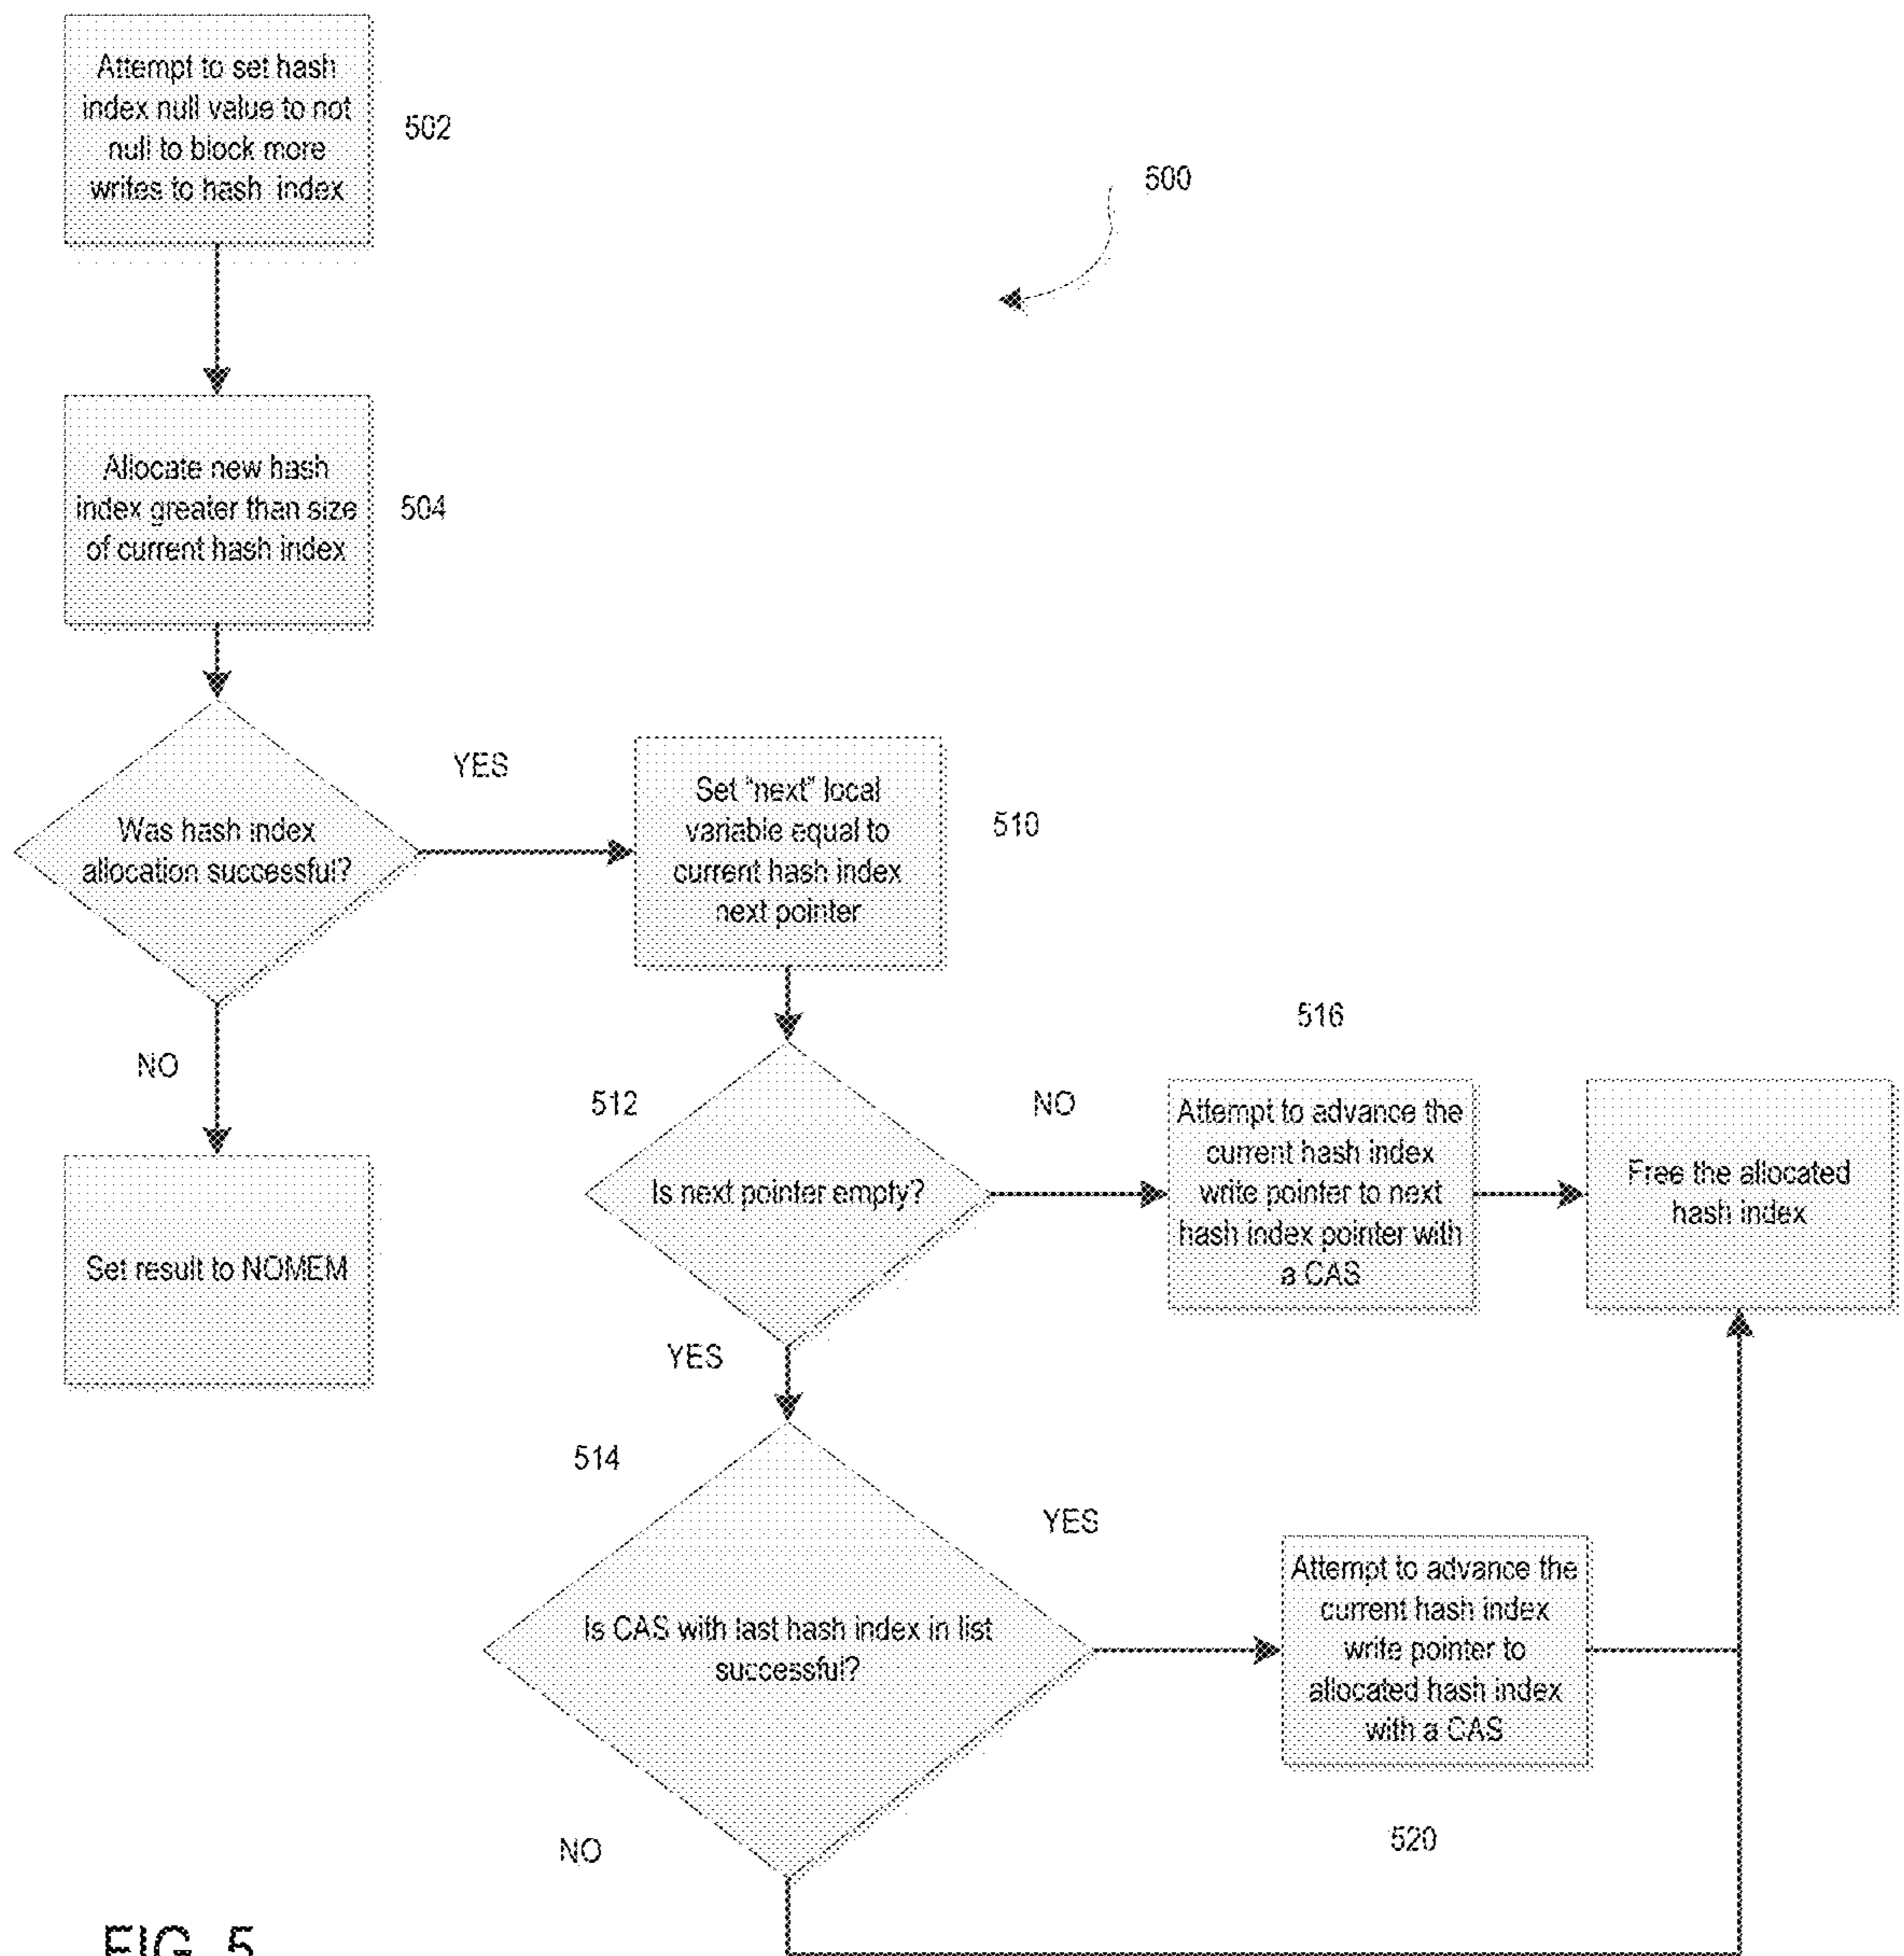 Attempt to set hash
index null value to not
null to block more
writes to hash index
502
500
Allocate new hash
index greater than size
of current hash index
504
Was hash index
allocation successful?
YES
Set "next" local
variable equal to
current hash index
next pointer
510
NO
Set result to NOMEM
512
Is next pointer empty?
NO
516
Attempt to advance the
current hash index
write pointer to next
hash index pointer with
a CAS
Free the allocated
hash index
YES
514
Is CAS with last hash index in list
successful?
YES
Attempt to advance the
current hash index
write pointer to
allocated hash index
with a CAS
520
NO
FIG. 5